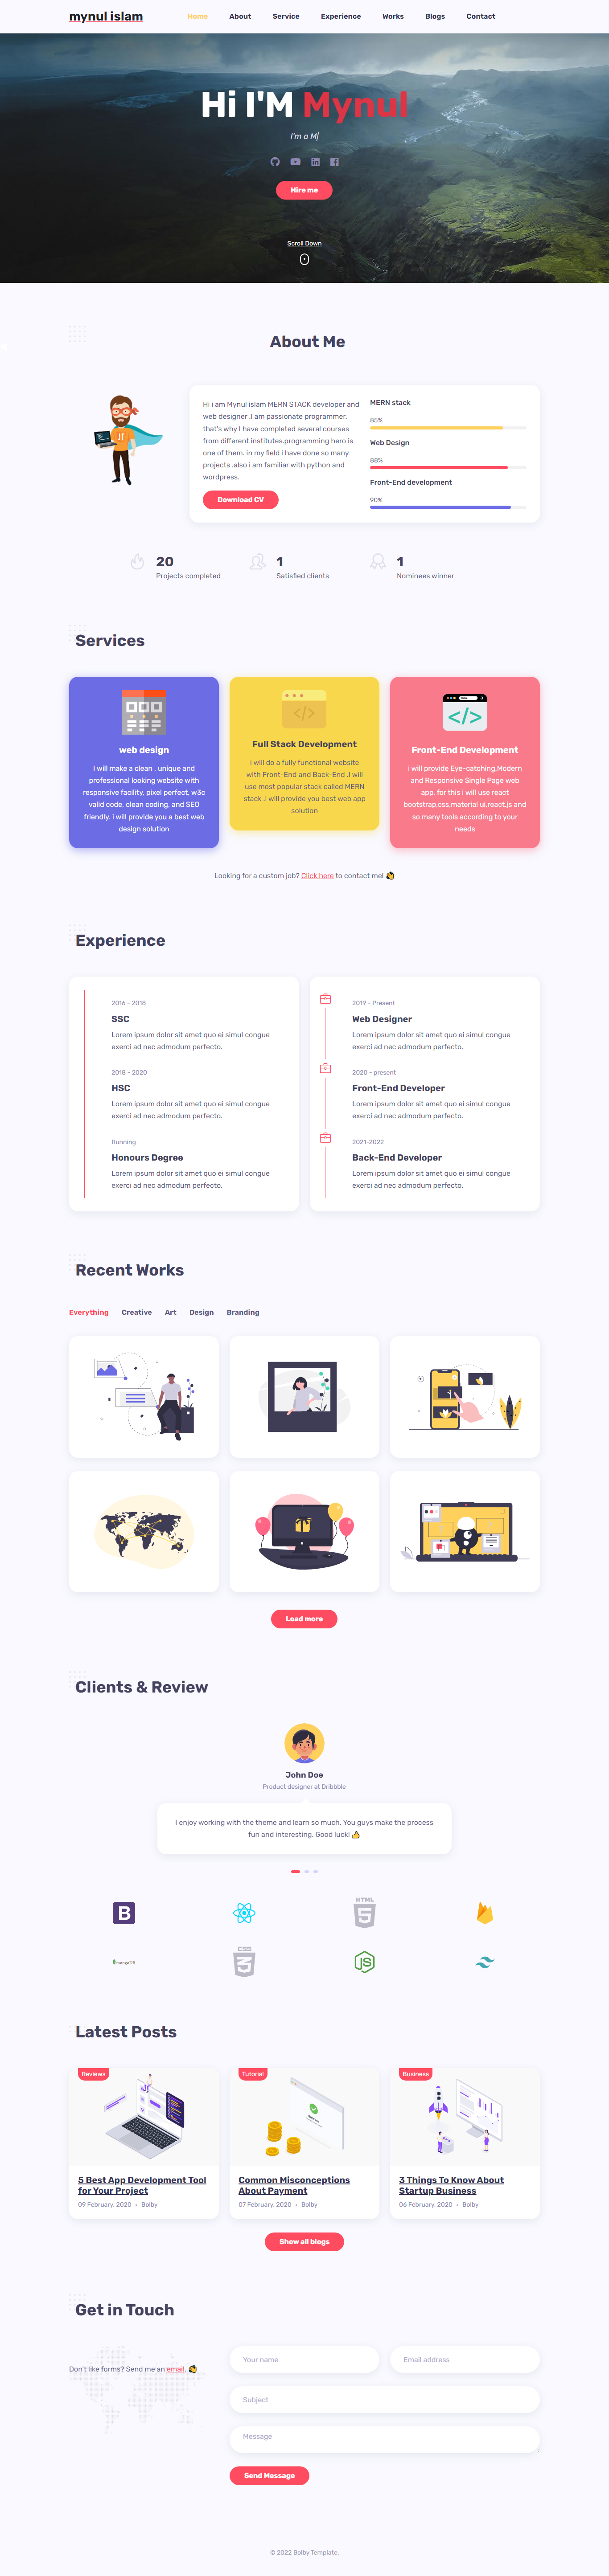 mynul islam
Home About Service Experience Works Blogs Contact
Hi I'M Mynul
I'm a M|
Hire me
Scroll Down
About Me
Hi i am Mynul islam MERN STACK developer and
web designer .I am passionate programmer.
that's why I have completed several courses
from different institutes.programming hero is
one of them. in my field i have done so many
projects .also i am familiar with python and
wordpress.
Download CV
MERN stack
85%
Web Design
88%
Front-End development
90%
20
Projects completed
1
Satisfied clients
1
Nominees winner
Services
web design
I will make a clean , unique and
professional looking website with
responsive facility, pixel perfect, w3c
valid code, clean coding, and SEO
friendly. i will provide you a best web
design solution
Full Stack Development
i will do a fully functional website
with Front-End and Back-End .I will
use most popular stack called MERN
stack .i will provide you best web app
solution
Front-End Development
i will provide Eye-catching,Modern
and Responsive Single Page web
app. for this i will use react
bootstrap,css,material ui,react.js and
so many tools according to your
needs
Looking for a custom job? Click here to contact me! 👋
Experience
2016 - 2018
SSC
Lorem ipsum dolor sit amet quo ei simul congue
exerci ad nec admodum perfecto.
2018 - 2020
HSC
Lorem ipsum dolor sit amet quo ei simul congue
exerci ad nec admodum perfecto.
Running
Honours Degree
Lorem ipsum dolor sit amet quo ei simul congue
exerci ad nec admodum perfecto.
2019 - Present
Web Designer
Lorem ipsum dolor sit amet quo ei simul congue
exerci ad nec admodum perfecto.
2020 - present
Front-End Developer
Lorem ipsum dolor sit amet quo ei simul congue
exerci ad nec admodum perfecto.
2021-2022
Back-End Developer
Lorem ipsum dolor sit amet quo ei simul congue
exerci ad nec admodum perfecto.
Recent Works
Everything Creative Art Design Branding
Load more
Clients & Review
John Doe
Product designer at Dribbble
I enjoy working with the theme and learn so much. You guys make the process
fun and interesting. Good luck! 👍
B
HTML
5
mongoDB
CSS
3
JS
Latest Posts
Reviews
5 Best App Development Tool
for Your Project
09 February, 2020 • Bolby
Tutorial
Common Misconceptions
About Payment
07 February, 2020 • Bolby
Business
3 Things To Know About
Startup Business
06 February, 2020 • Bolby
Show all blogs
Get in Touch
Don't like forms? Send me an email. 👋
Your name
Email address
Subject
Message
Send Message
© 2022 Bolby Template.